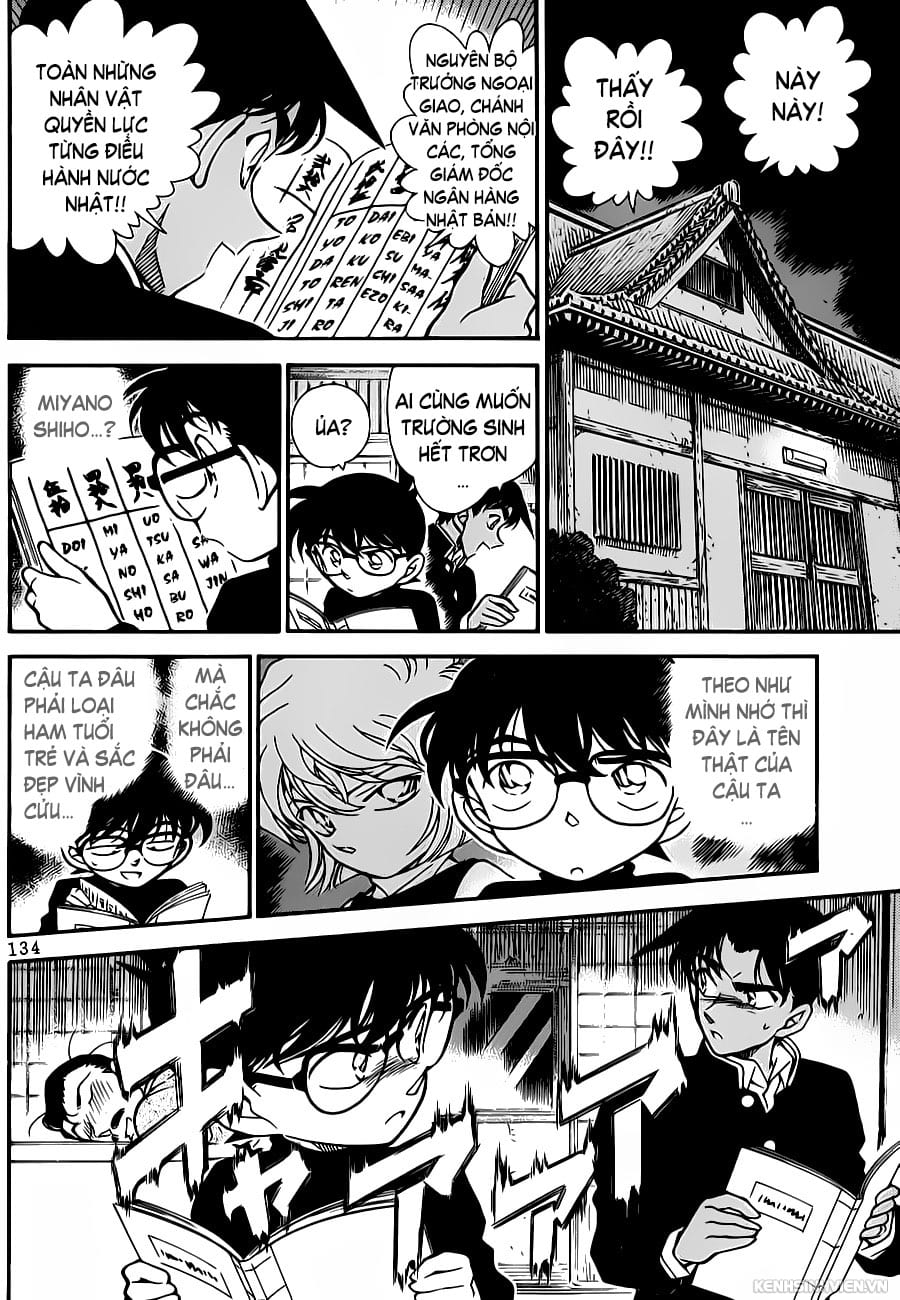 NÀY
NÀY!
THẤY
RỒI
ĐÂY!!
NGUYÊN BỘ
TRƯỞNG NGOẠI
GIAO, CHÁNH
VĂN PHÒNG NỘI
CÁC, TỔNG
GIÁM ĐỐC
NGÂN HÀNG
NHẬT BẢN!!
TOÀN NHỮNG
NHÂN VẬT
QUYỀN LỰC
TỪNG ĐIỀU
HÀNH NƯỚC
NHẬT!!
TO
YO
DA
TO
SHI
JI
DAI
KO
KU
REN
TA
RO
EBI
SU
CHI
EZO
YA
MA-
SAA
KI-
RA
AI CŨNG MUỐN
TRƯỜNG SINH
HẾT TRƠN
...
ỦA?
MIYANO
SHIHO...?
DOI
MI
YA
NO
SHI
HO
UO
TSU
KA
SA
BU
RO
SA
WA
JIN
THEO NHƯ
MÌNH NHỚ THÌ
ĐÂY LÀ TÊN
THẬT CỦA
CẬU TA
...
MÀ
CHẮC
KHÔNG
PHẢI
ĐÂU...
CẬU TA ĐÂU
PHẢI LOẠI
HAM TUỔI
TRẺ VÀ SẮC
ĐẸP VĨNH
CỬU...
134
KENHSINHVIEN.VN